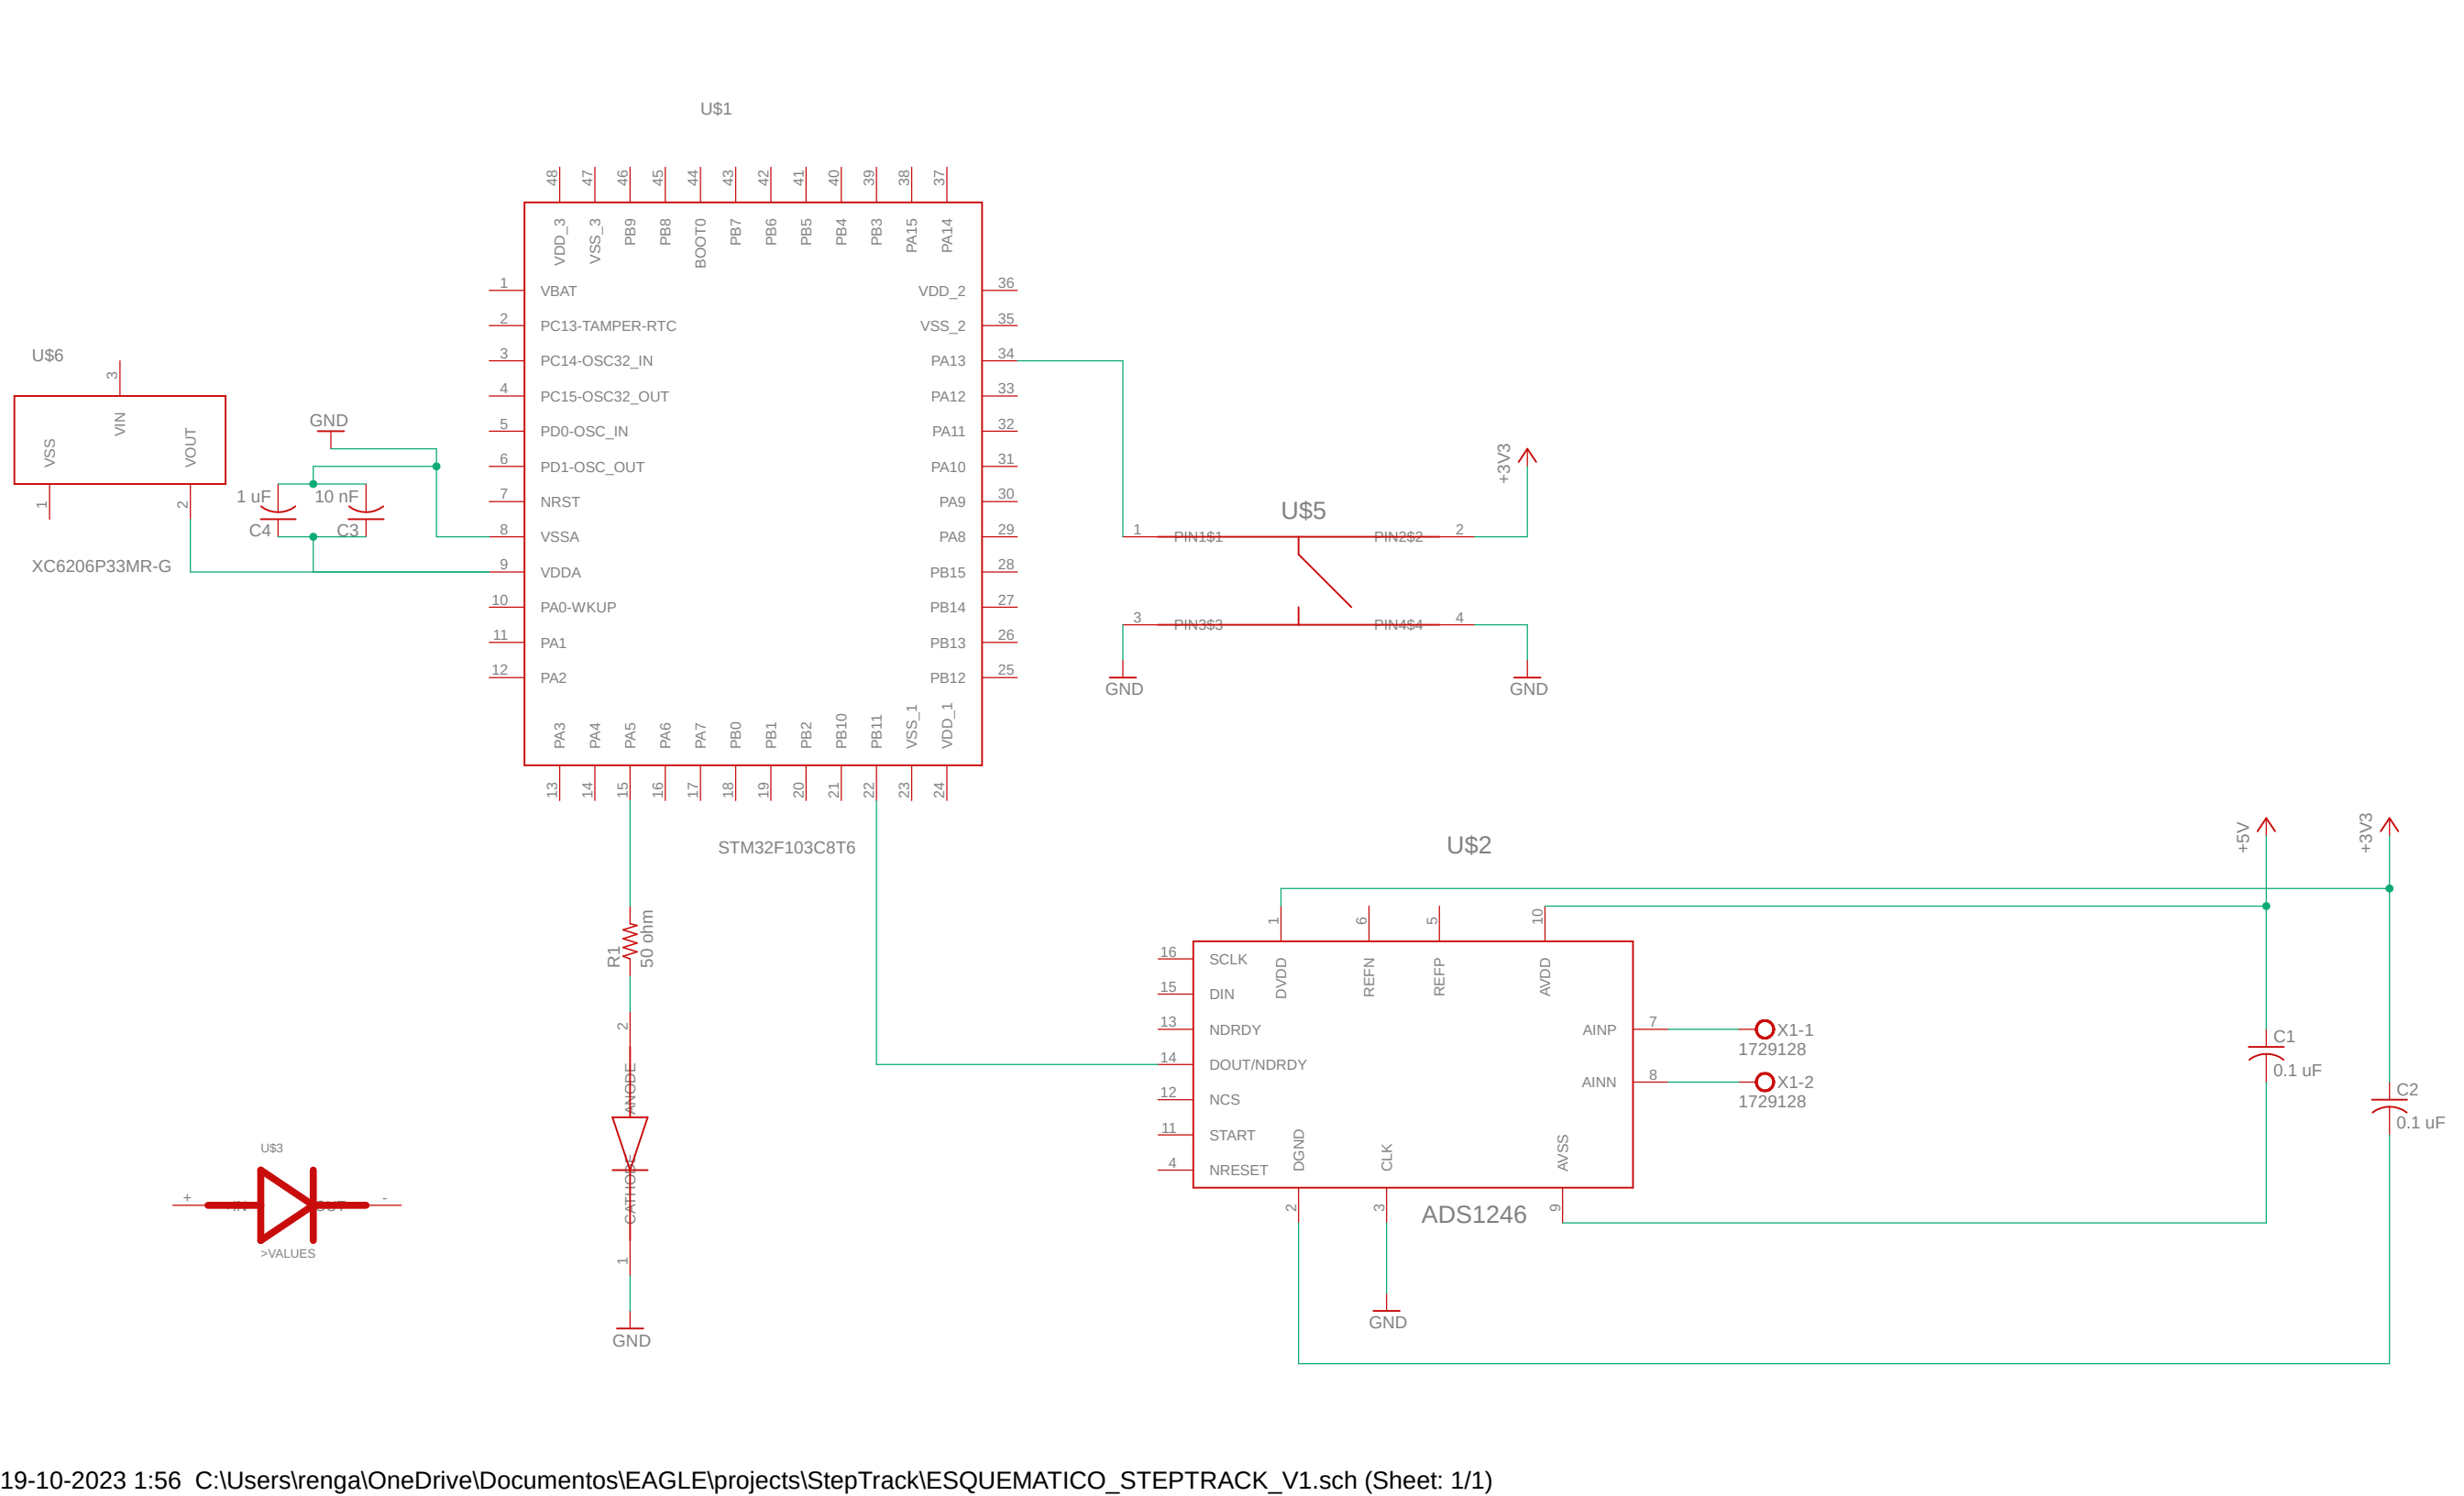 U$1
48 47 46 45 44 43 42 41 40 39 38 37
VDD_3 VSS_3 PB9 PB8 BOOT0 PB7 PB6 PB5 PB4 PB3 PA15 PA14
1 VBAT VDD_2 36
2 PC13-TAMPER-RTC VSS_2 35
3 PC14-OSC32_IN PA13 34
4 PC15-OSC32_OUT PA12 33
5 PD0-OSC_IN PA11 32
6 PD1-OSC_OUT PA10 31
7 NRST PA9 30
8 VSSA PA8 29
9 VDDA PB15 28
10 PA0-WKUP PB14 27
11 PA1 PB13 26
12 PA2 PB12 25
PA3 PA4 PA5 PA6 PA7 PB0 PB1 PB2 PB10 PB11 VSS_1 VDD_1
13 14 15 16 17 18 19 20 21 22 23 24
STM32F103C8T6
U$6
3
VSS VIN VOUT
1 2
XC6206P33MR-G
GND
1 uF 10 nF
C4 C3
+3V3
U$5
1 PIN1$1 PIN2$2 2
3 PIN3$3 PIN4$4 4
GND GND
R1 50 ohm
2
ANODE
CATHODE
1
GND
U$3
+ IN OUT -
>VALUES
U$2
+5V +3V3
1 6 5 10
DVDD REFN REFP AVDD
16 SCLK
15 DIN
13 NDRDY AINP 7 X1-1
1729128
14 DOUT/NDRDY
12 NCS AINN 8 X1-2
1729128
11 START
4 NRESET
DGND CLK AVSS
2 3 9
ADS1246
GND
C1
0.1 uF
C2
0.1 uF
19-10-2023 1:56 C:\Users\renga\OneDrive\Documentos\EAGLE\projects\StepTrack\ESQUEMATICO_STEPTRACK_V1.sch (Sheet: 1/1)